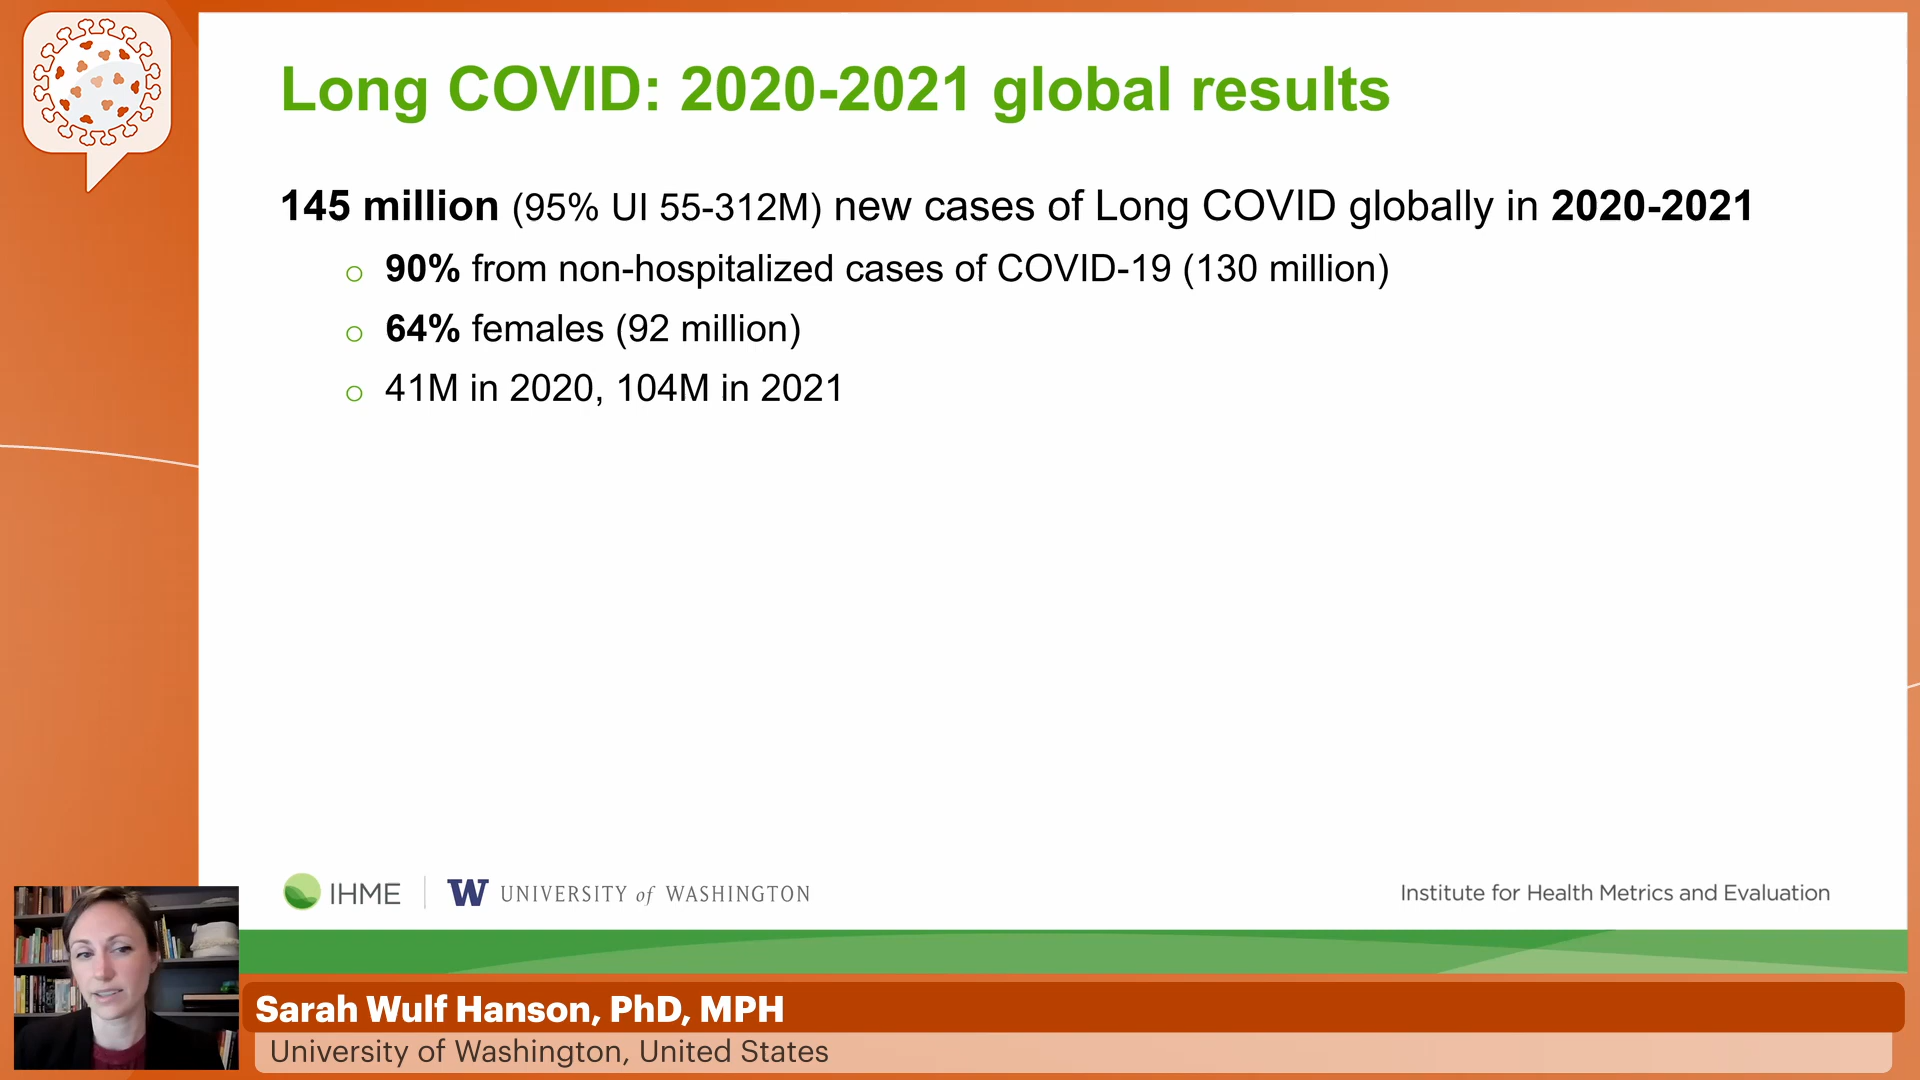 Long COVID: 2020-2021 global results
145 million (95% UI 55-312M) new cases of Long COVID globally in 2020-2021
90% from non-hospitalized cases of COVID-19 (130 million)
64% females (92 million)
41M in 2020, 104M in 2021
IHME
W UNIVERSITY of WASHINGTON
Institute for Health Metrics and Evaluation
Sarah Wulf Hanson, PhD, MPH
University of Washington, United States